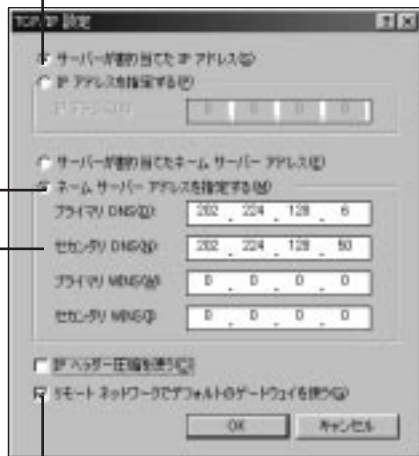 TCP/IP 設定
サーバーが割り当てた IP アドレス(S)
IP アドレスを指定する(P)
0 . 0 . 0 . 0
サーバーが割り当てたネーム サーバー アドレス(E)
ネーム サーバー アドレスを指定する(M)
プライマリ DNS(D): 202 . 224 . 128 . 6
セカンダリ DNS(N): 202 . 224 . 128 . 50
プライマリ WINS(W): 0 . 0 . 0 . 0
セカンダリ WINS(I): 0 . 0 . 0 . 0
IP ヘッダー圧縮を使う(C)
リモート ネットワークでデフォルトのゲートウェイを使う(G)
OK キャンセル